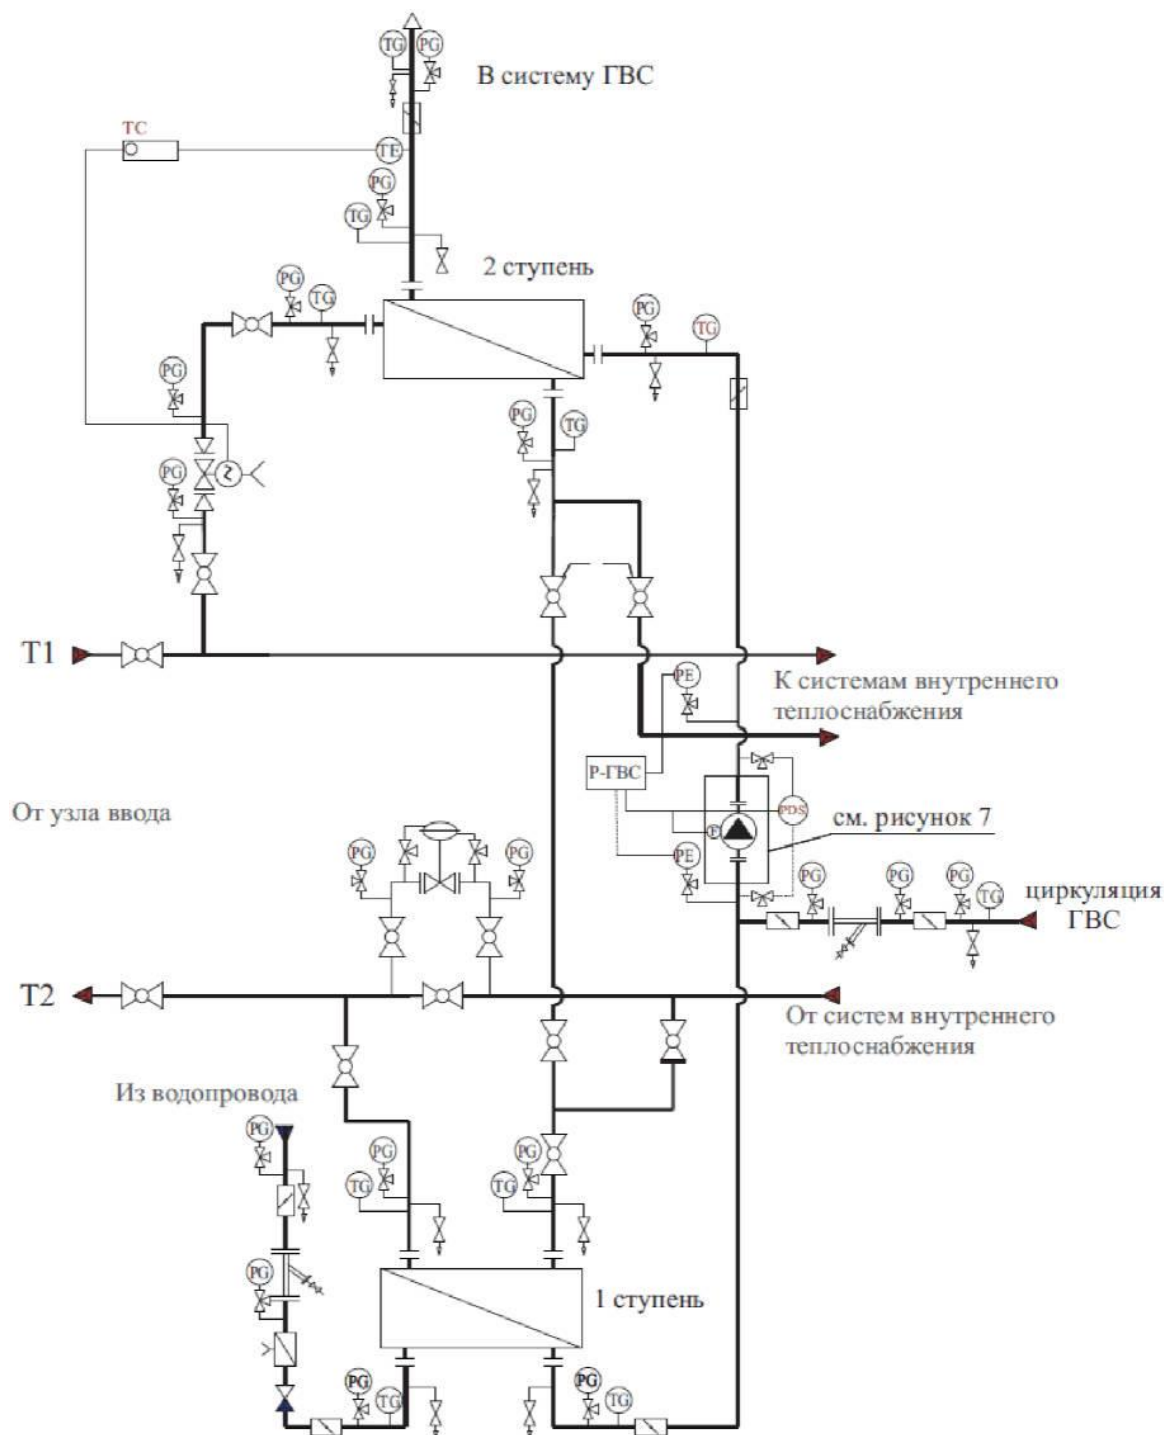 TG PG
В систему ГВС
TC
TE
PG
TG
2 ступень
PG
TG
PG
TG
PG
PG
TG
PG
T1
PE
К системам внутреннего
теплоснабжения
Р-ГВС
От узла ввода
PDS
см. рисунок 7
F
PG
PG
PE
PG
PG
PG
TG
циркуляция
ГВС
T2
От систем внутреннего
теплоснабжения
Из водопровода
PG
PG
PG
TG
TG
PG
1 ступень
PG
TG
PG
TG